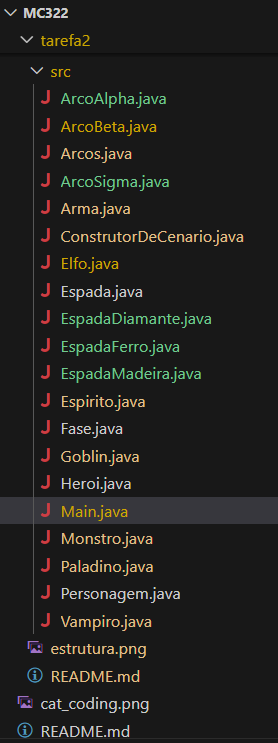 MC322
tarefa2
src
ArcoAlpha.java
ArcoBeta.java
Arcos.java
ArcoSigma.java
Arma.java
ConstrutorDeCenario.java
Elfo.java
Espada.java
EspadaDiamante.java
EspadaFerro.java
EspadaMadeira.java
Espirito.java
Fase.java
Goblin.java
Heroi.java
Main.java
Monstro.java
Paladino.java
Personagem.java
Vampiro.java
estrutura.png
README.md
cat_coding.png
README.md